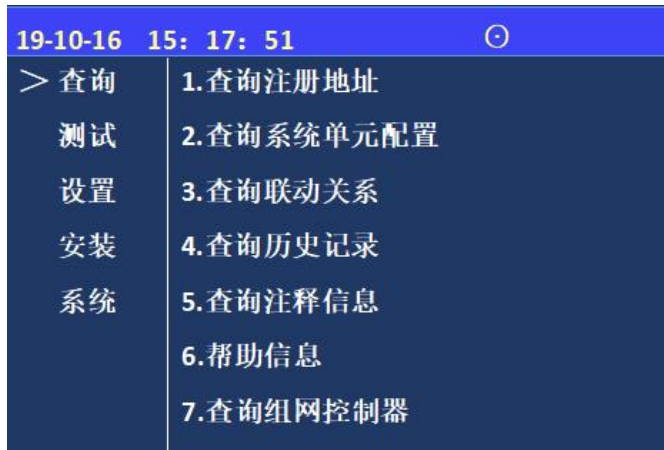 19-10-16 15：17：51
＞查询 1.查询注册地址
测试 2.查询系统单元配置
设置 3.查询联动关系
安装 4.查询历史记录
系统 5.查询注释信息
6.帮助信息
7.查询组网控制器